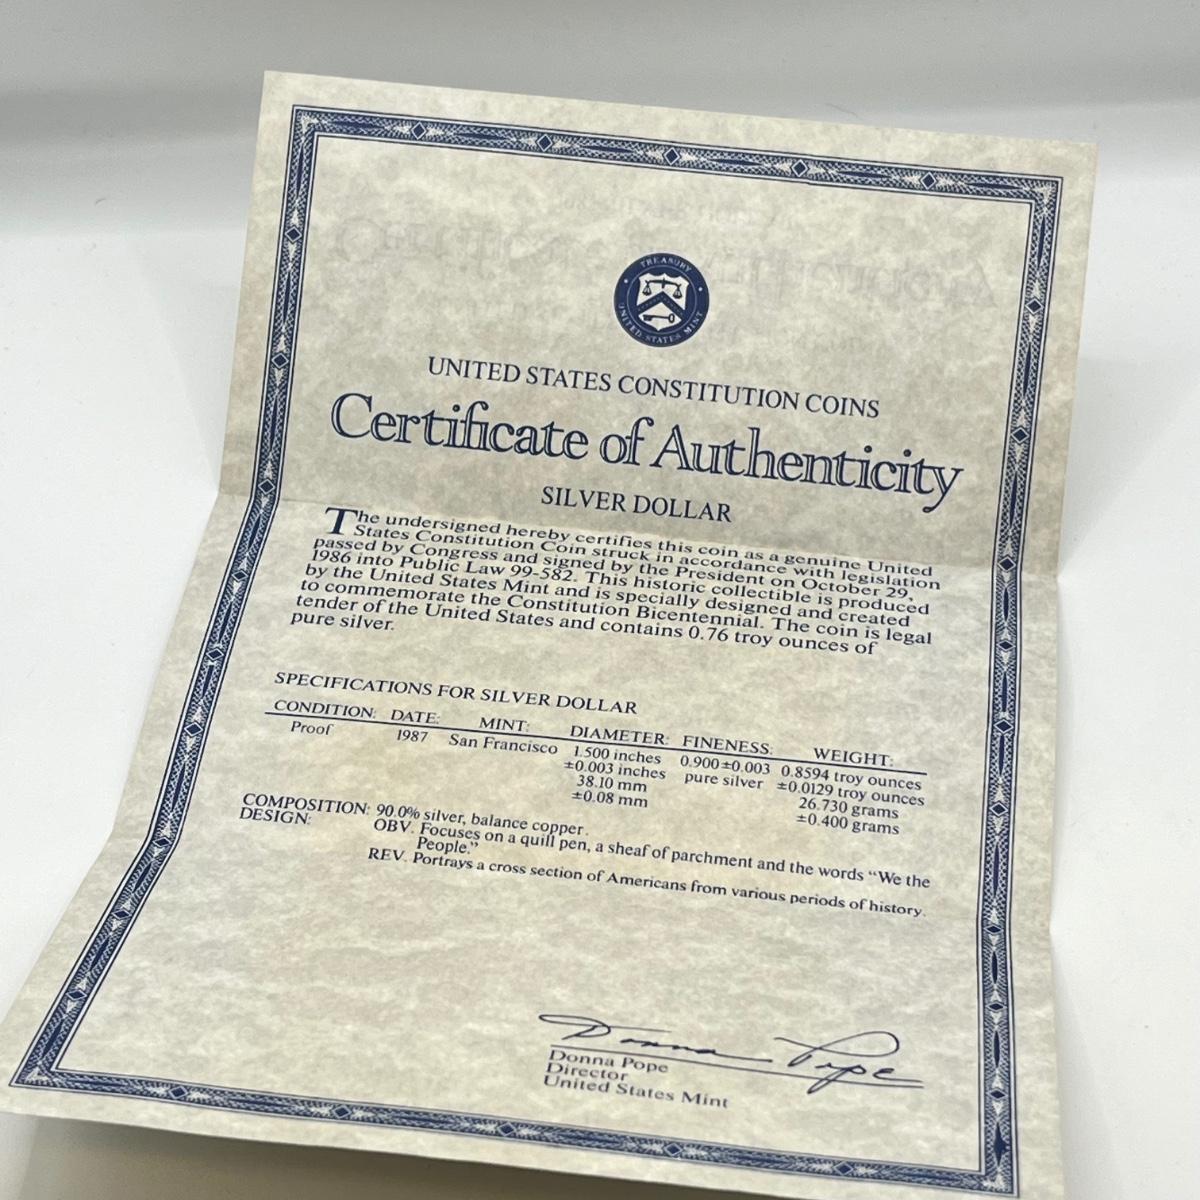 TREASURY
UNITED STATES MINT
UNITED STATES CONSTITUTION COINS
Certificate of Authenticity
SILVER DOLLAR
The undersigned hereby certifies this coin as a genuine United
States Constitution Coin struck in accordance with legislation
passed by Congress and signed by the President on October 29,
1986 into Public Law 99-582. This historic collectible is produced
by the United States Mint and is specially designed and created
to commemorate the Constitution Bicentennial. The coin is legal
tender of the United States and contains 0.76 troy ounces of
pure silver.
SPECIFICATIONS FOR SILVER DOLLAR
CONDITION: DATE: MINT: DIAMETER: FINENESS: WEIGHT:
Proof 1987 San Francisco 1.500 inches 0.900±0.003 0.8594 troy ounces
±0.003 inches pure silver ±0.0129 troy ounces
38.10 mm 26.730 grams
±0.08 mm ±0.400 grams
COMPOSITION: 90.0% silver, balance copper.
DESIGN: OBV. Focuses on a quill pen, a sheaf of parchment and the words “We the
People.”
REV. Portrays a cross section of Americans from various periods of history.
Donna Pope
Donna Pope
Director
United States Mint